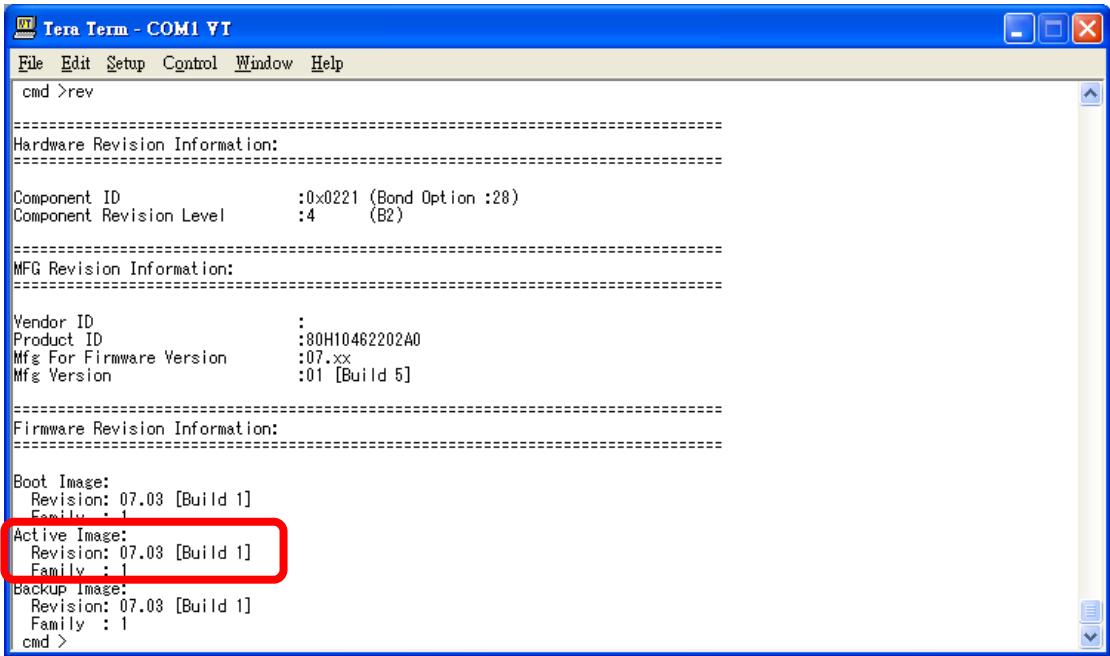 Tera Term - COM1 VT
File Edit Setup Control Window Help
cmd >rev
================================================================================
Hardware Revision Information:
================================================================================
Component ID :0x0221 (Bond Option :28)
Component Revision Level :4 (B2)
================================================================================
MFG Revision Information:
================================================================================
Vendor ID :
Product ID :80H10462202A0
Mfg For Firmware Version :07.xx
Mfg Version :01 [Build 5]
================================================================================
Firmware Revision Information:
================================================================================
Boot Image:
Revision: 07.03 [Build 1]
Family : 1
Active Image:
Revision: 07.03 [Build 1]
Family : 1
Backup Image:
Revision: 07.03 [Build 1]
Family : 1
cmd >